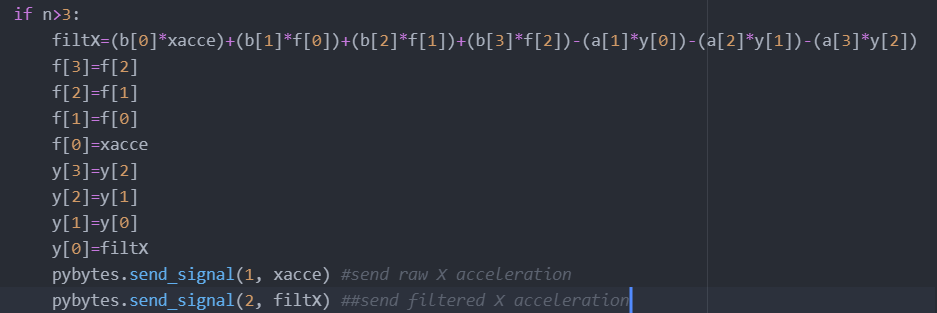 if n>3:
filtX=(b[0]*xacce)+(b[1]*f[0])+(b[2]*f[1])+(b[3]*f[2])-(a[1]*y[0])-(a[2]*y[1])-(a[3]*y[2])
f[3]=f[2]
f[2]=f[1]
f[1]=f[0]
f[0]=xacce
y[3]=y[2]
y[2]=y[1]
y[1]=y[0]
y[0]=filtX
pybytes.send_signal(1, xacce) #send raw X acceleration
pybytes.send_signal(2, filtX) ##send filtered X acceleration